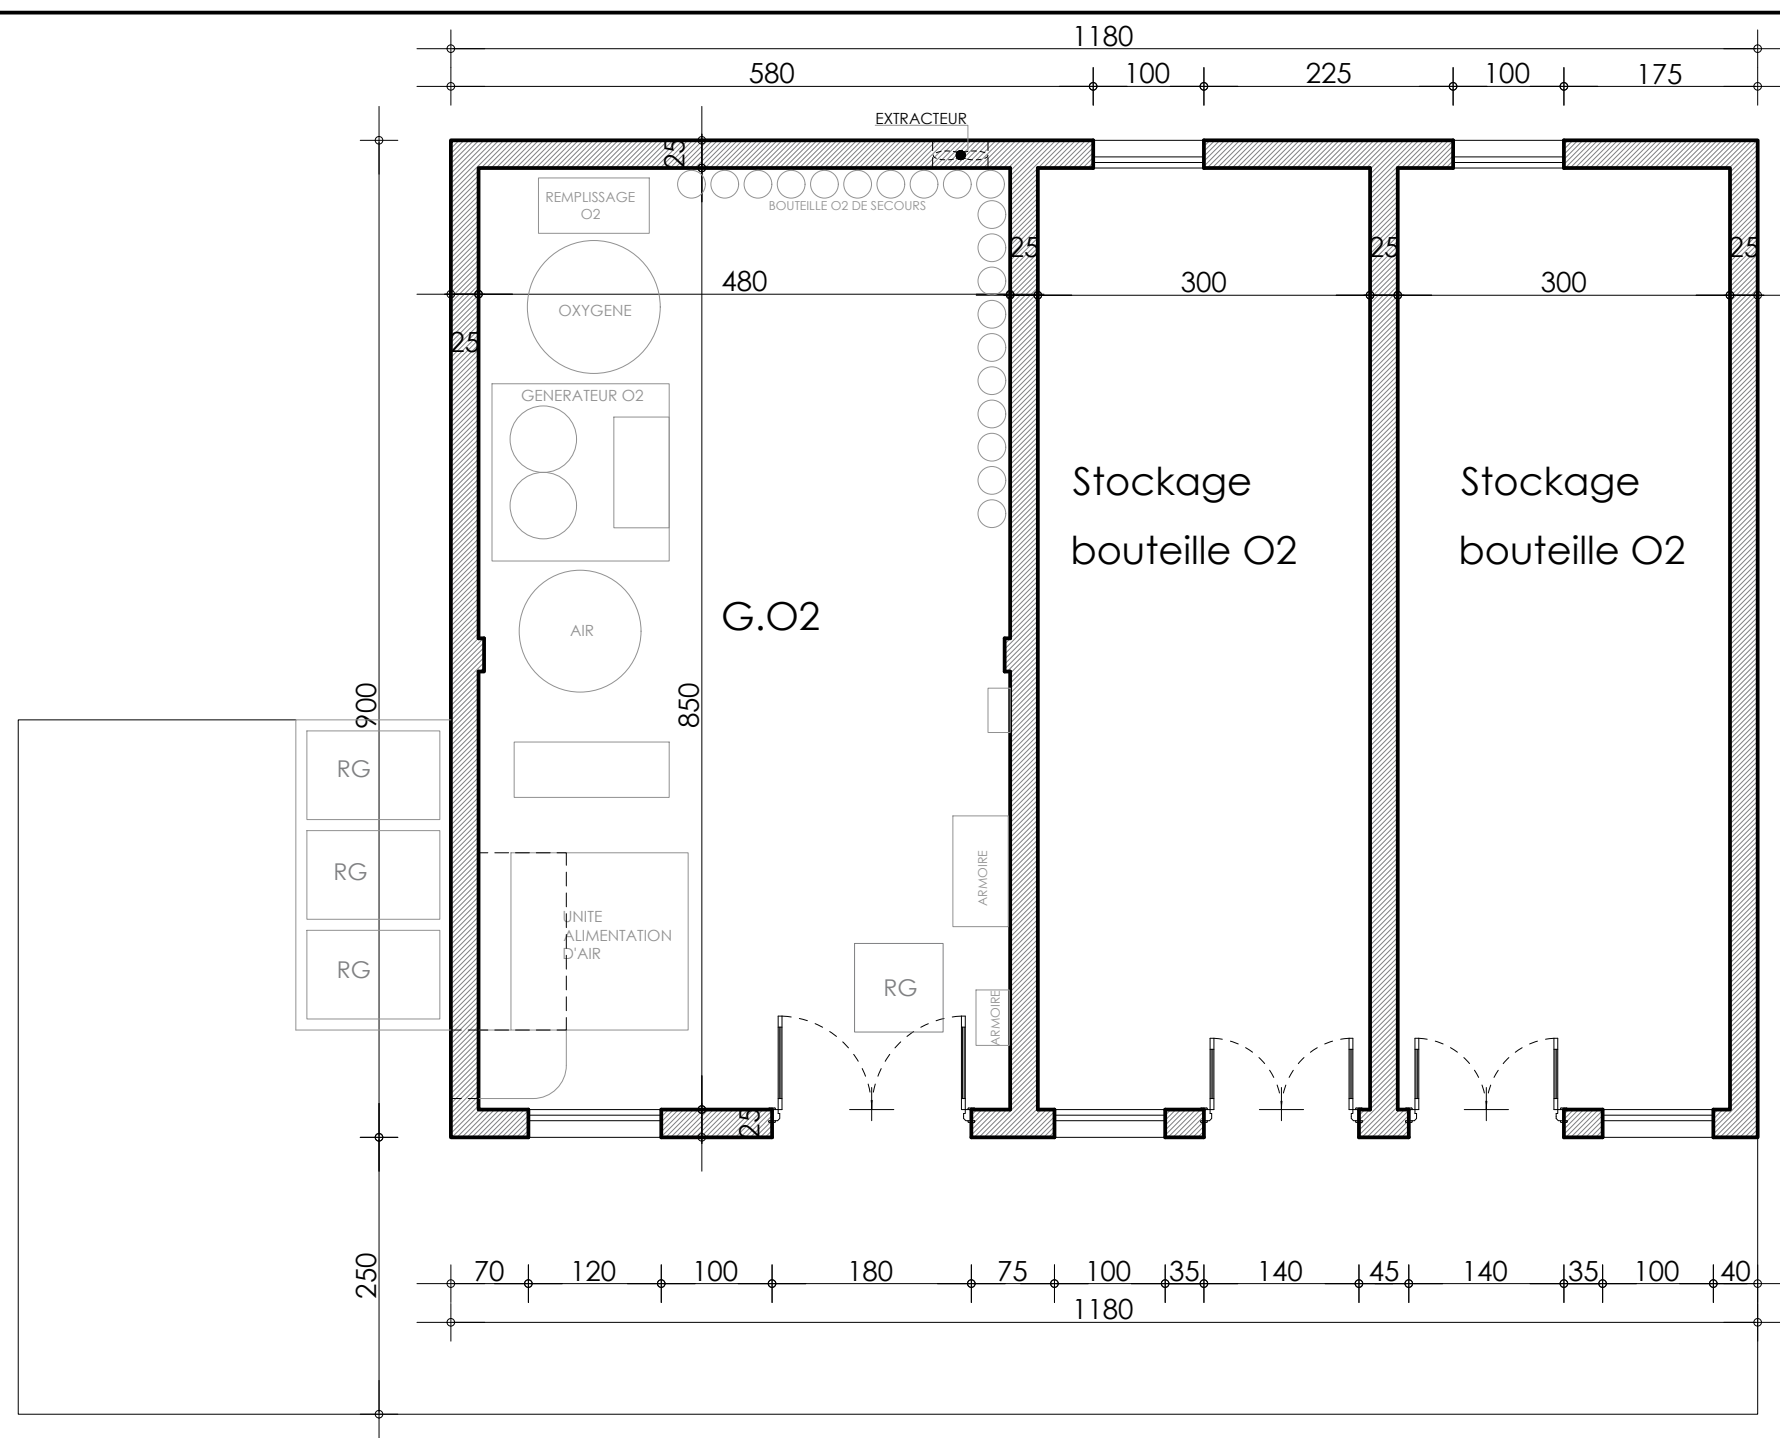 1180
580
100
225
100
175
EXTRACTEUR
25
REMPLISSAGE
O2
BOUTEILLE O2 DE SECOURS
25
25
25
480
300
300
OXYGENE
25
GENERATEUR O2
Stockage
bouteille O2
Stockage
bouteille O2
G.O2
AIR
900
850
RG
RG
RG
ARMOIRE
UNITE
ALIMENTATION
D'AIR
RG
ARMOIRE
25
250
70
120
100
180
75
100
35
140
45
140
35
100
40
1180